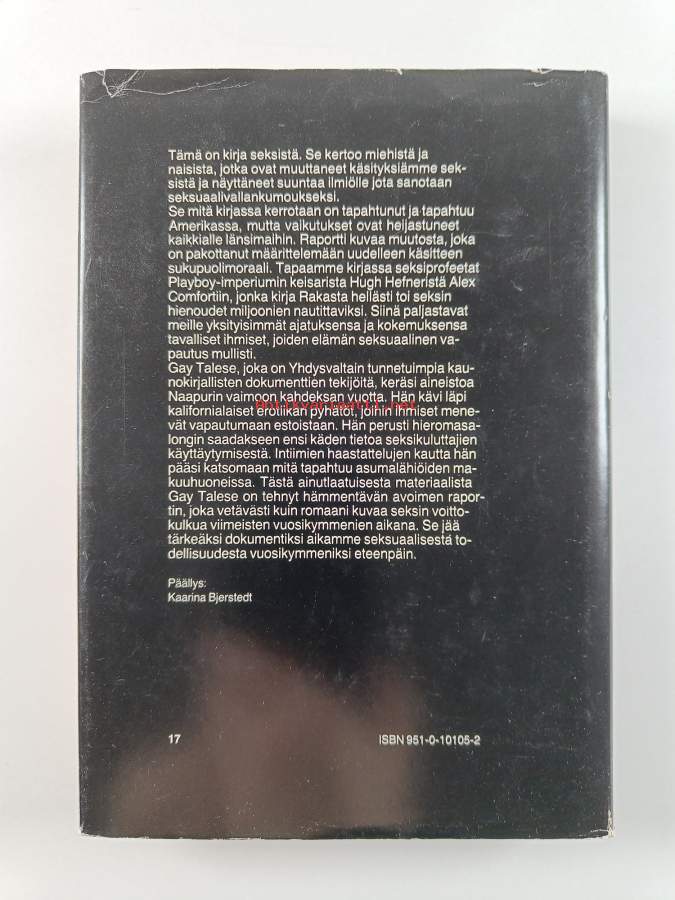 Tämä on kirja seksistä. Se kertoo miehistä ja
naisista, jotka ovat muuttaneet käsityksiämme sek-
sistä ja näyttäneet suuntaa ilmiölle jota sanotaan
seksuaalivallankumoukseksi.
Se mitä kirjassa kerrotaan on tapahtunut ja tapahtuu
Amerikassa, mutta vaikutukset ovat heijastuneet
kaikkialle länsimaihin. Raportti kuvaa muutosta, joka
on pakottanut määrittelemään uudelleen käsitteen
sukupuolimoraali. Tapaamme kirjassa seksiprofeetat
Playboy-imperiumin keisarista Hugh Hefneristä Alex
Comfortiin, jonka kirja Rakasta hellästi toi seksin
hienoudet miljoonien nautittaviksi. Siinä paljastavat
meille yksityisimmät ajatuksensa ja kokemuksensa
tavalliset ihmiset, joiden elämän seksuaalinen va-
pautus mullisti.
Gay Talese, joka on Yhdysvaltain tunnetuimpia kau-
nokirjallisten dokumenttien tekijöitä, keräsi aineistoa
Naapurin vaimoon kahdeksan vuotta. Hän kävi läpi
Antikvariaatti.net
kalifornialaiset erotiikan pyhätöt, joihin ihmiset mene-
vät vapautumaan estoistaan. Hän perusti hieromasa-
longin saadakseen ensi käden tietoa seksikuluttajien
käyttäytymisestä. Intiimien haastattelujen kautta hän
pääsi katsomaan mitä tapahtuu asumalähiöiden ma-
kuuhuoneissa. Tästä ainutlaatuisesta materiaalista
Gay Talese on tehnyt hämmentävän avoimen rapor-
tin, joka vetävästi kuin romaani kuvaa seksin voitto-
kulkua viimeisten vuosikymmenien aikana. Se jää
tärkeäksi dokumentiksi aikamme seksuaalisesta to-
dellisuudesta vuosikymmeniksi eteenpäin.
Päällys:
Kaarina Bjerstedt
17 ISBN 951-0-10105-2